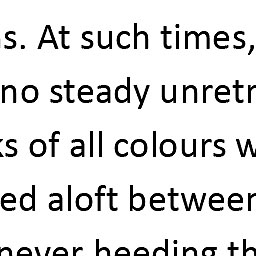 s. At such times,
no steady unretr
ks of all colours w
ed aloft between
never heeding th